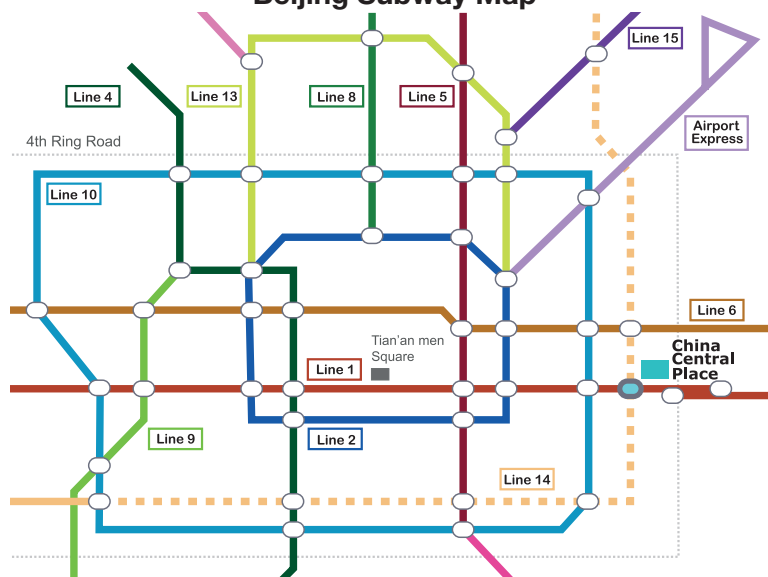 Beijing Subway Map
Line 15
Line 4
Line 13
Line 8
Line 5
Airport
Express
4th Ring Road
Line 10
Line 6
Tian'an men
Square
China
Central
Place
Line 1
Line 9
Line 2
Line 14